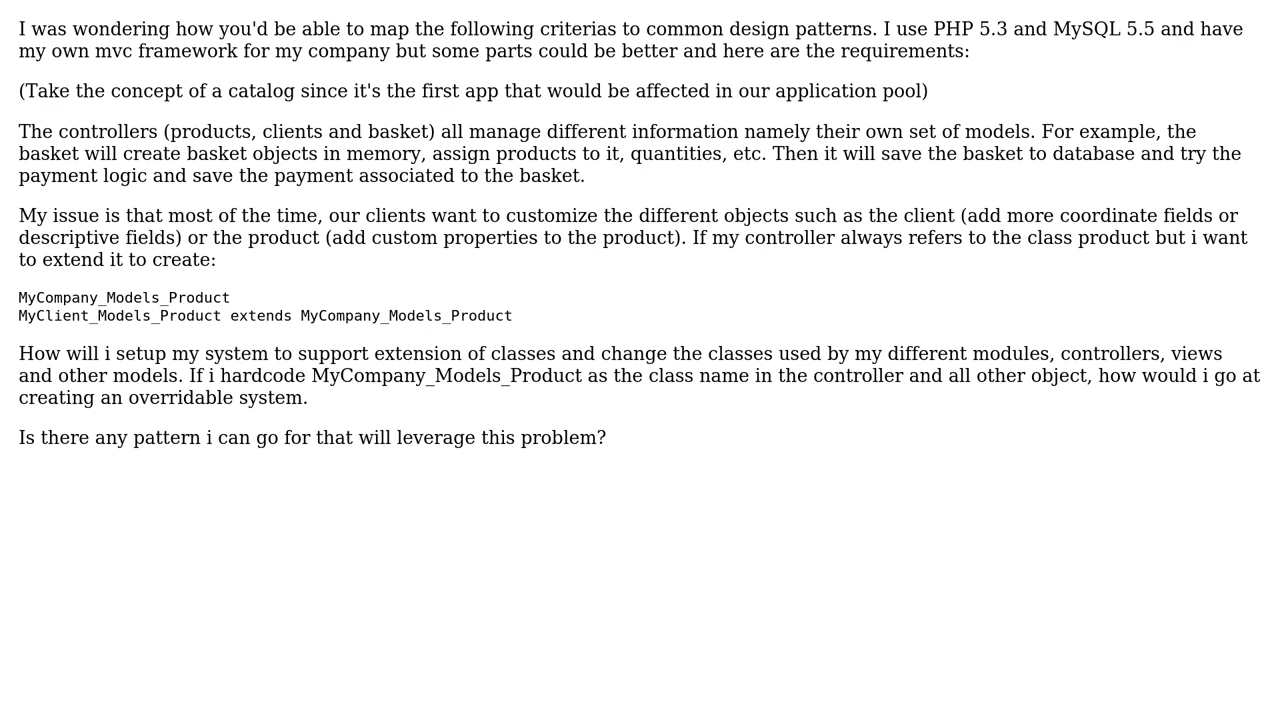 I was wondering how you'd be able to map the following criterias to common design patterns. I use PHP 5.3 and MySQL 5.5 and have
my own mvc framework for my company but some parts could be better and here are the requirements:
(Take the concept of a catalog since it's the first app that would be affected in our application pool)
The controllers (products, clients and basket) all manage different information namely their own set of models. For example, the
basket will create basket objects in memory, assign products to it, quantities, etc. Then it will save the basket to database and try the
payment logic and save the payment associated to the basket.
My issue is that most of the time, our clients want to customize the different objects such as the client (add more coordinate fields or
descriptive fields) or the product (add custom properties to the product). If my controller always refers to the class product but i want
to extend it to create:
MyCompany_Models_Product
MyClient_Models_Product extends MyCompany_Models_Product
How will i setup my system to support extension of classes and change the classes used by my different modules, controllers, views
and other models. If i hardcode MyCompany_Models_Product as the class name in the controller and all other object, how would i go at
creating an overridable system.
Is there any pattern i can go for that will leverage this problem?